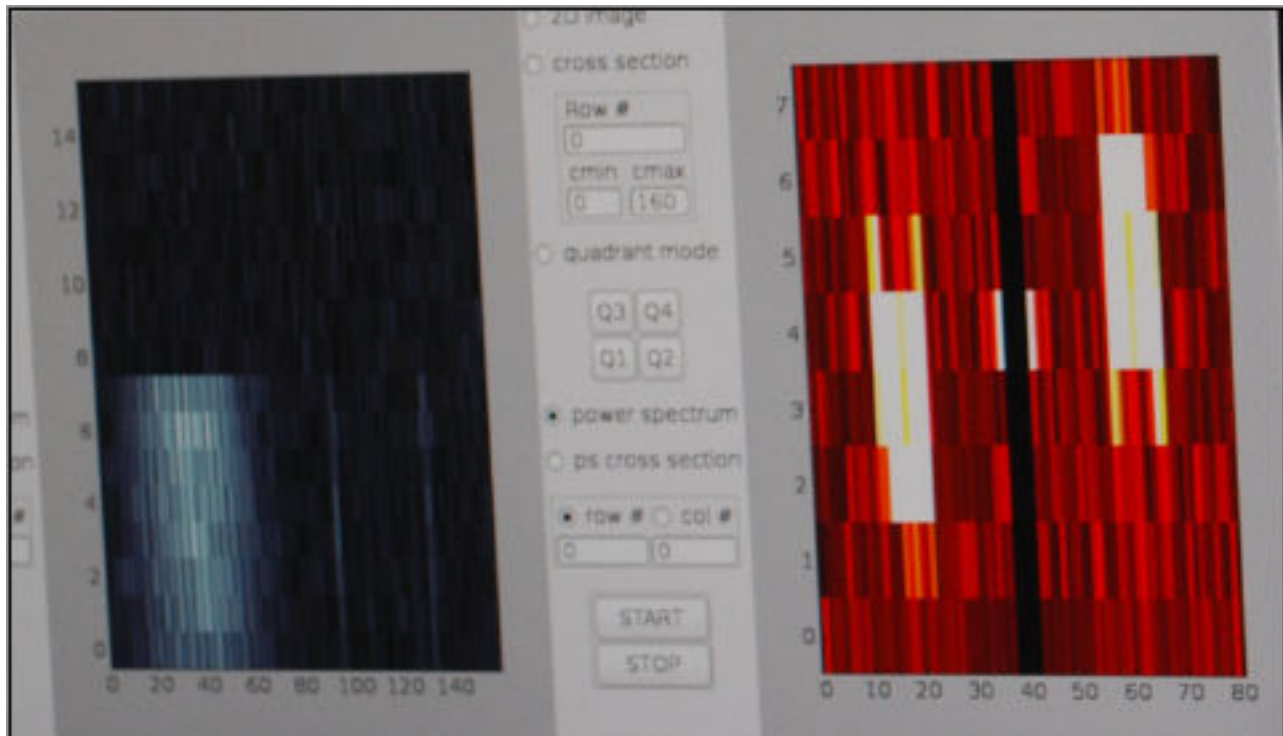 2D image
cross section
Row #
0
cmin cmax
0 160
quadrant mode
Q3 Q4
Q1 Q2
power spectrum
ps cross section
row # col #
0 0
START
STOP
14
12
10
8
6
4
2
0
0 20 40 60 80 100 120 140
7
6
5
4
3
2
1
0
0 10 20 30 40 50 60 70 80
#